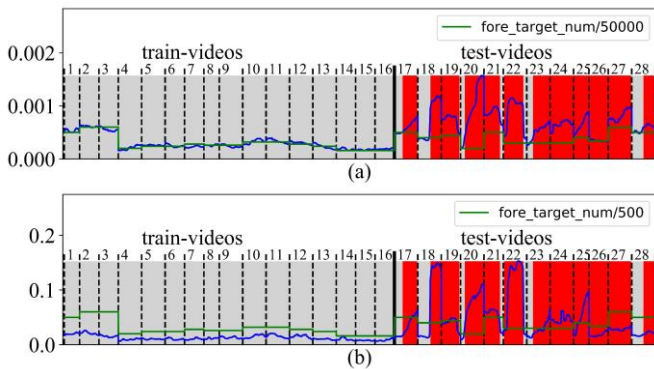 fore_target_num/50000
0.002
train-videos
test-videos
1 2 3 4 5 6 7 8 9 10 11 12 13 14 15 16 17 18 19 20 21 22 23 24 25 26 27 28
0.001
0.000
(a)
fore_target_num/500
0.2
train-videos
test-videos
1 2 3 4 5 6 7 8 9 10 11 12 13 14 15 16 17 18 19 20 21 22 23 24 25 26 27 28
0.1
0.0
(b)